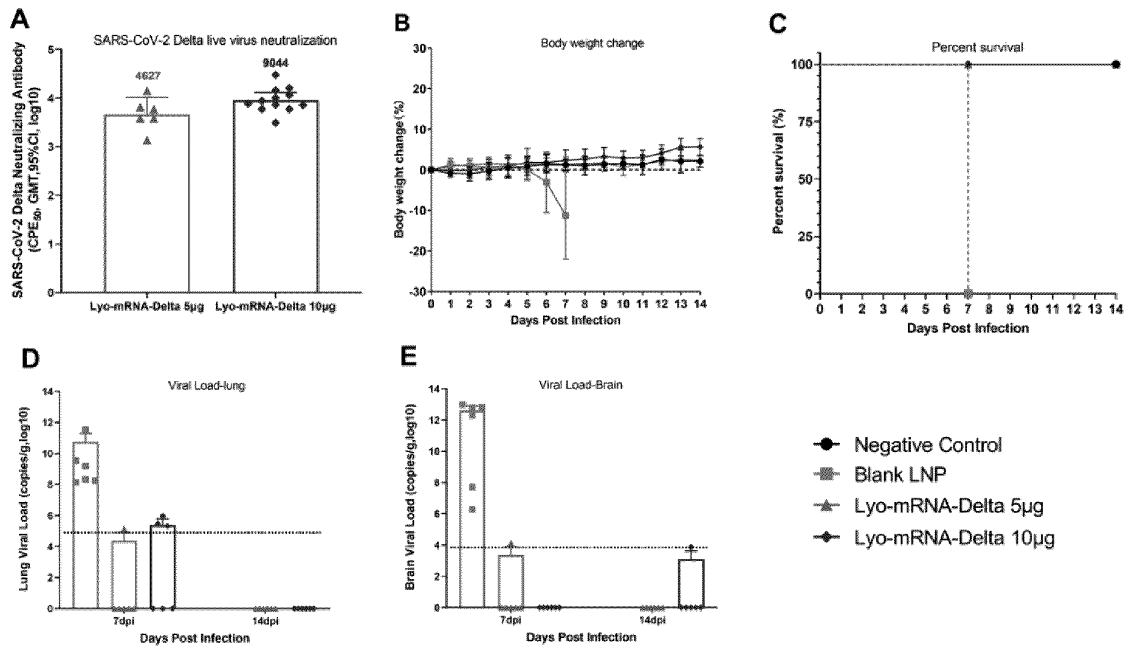 A
SARS-CoV-2 Delta live virus neutralization
SARS-CoV-2 Delta Neutralizing Antibody
(CPE50, GMT,95%CI, log10)
5
4
3
2
1
0
4627
9044
Lyo-mRNA-Delta 5μg
Lyo-mRNA-Delta 10μg
B
Body weight change
Body weight change(%)
30
20
10
0
-10
-20
-30
0 1 2 3 4 5 6 7 8 9 10 11 12 13 14
Days Post Infection
C
Percent survival
Percent survival (%)
100
75
50
25
0
0 1 2 3 4 5 6 7 8 9 10 11 12 13 14
Days Post Infection
D
Viral Load-lung
Lung Viral Load (copies/g,log10)
14
12
10
8
6
4
2
0
7dpi
14dpi
Days Post Infection
E
Viral Load-Brain
Brain Viral Load (copies/g,log10)
14
12
10
8
6
4
2
0
7dpi
14dpi
Days Post Infection
Negative Control
Blank LNP
Lyo-mRNA-Delta 5μg
Lyo-mRNA-Delta 10μg